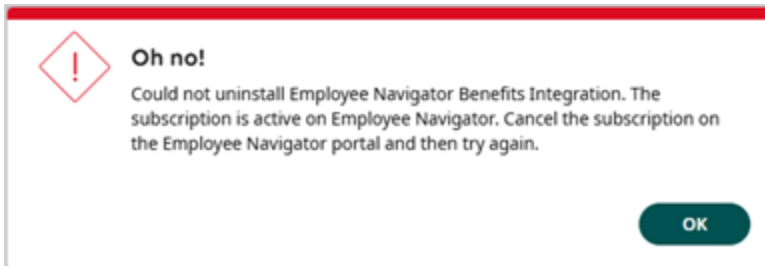 !
Oh no!
Could not uninstall Employee Navigator Benefits Integration. The
subscription is active on Employee Navigator. Cancel the subscription on
the Employee Navigator portal and then try again.
OK